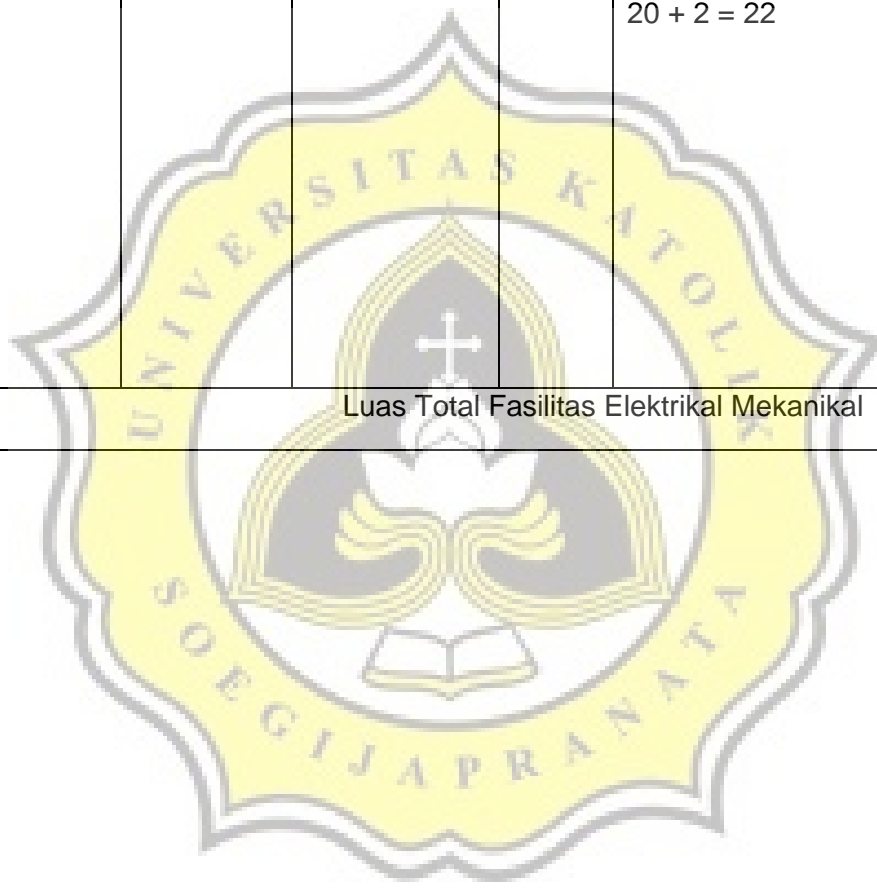 20 + 2 = 22
UNIVERSITAS KATOLIK
Luas Total Fasilitas Elektrikal Mekanikal
SOEGIJAPRANATA